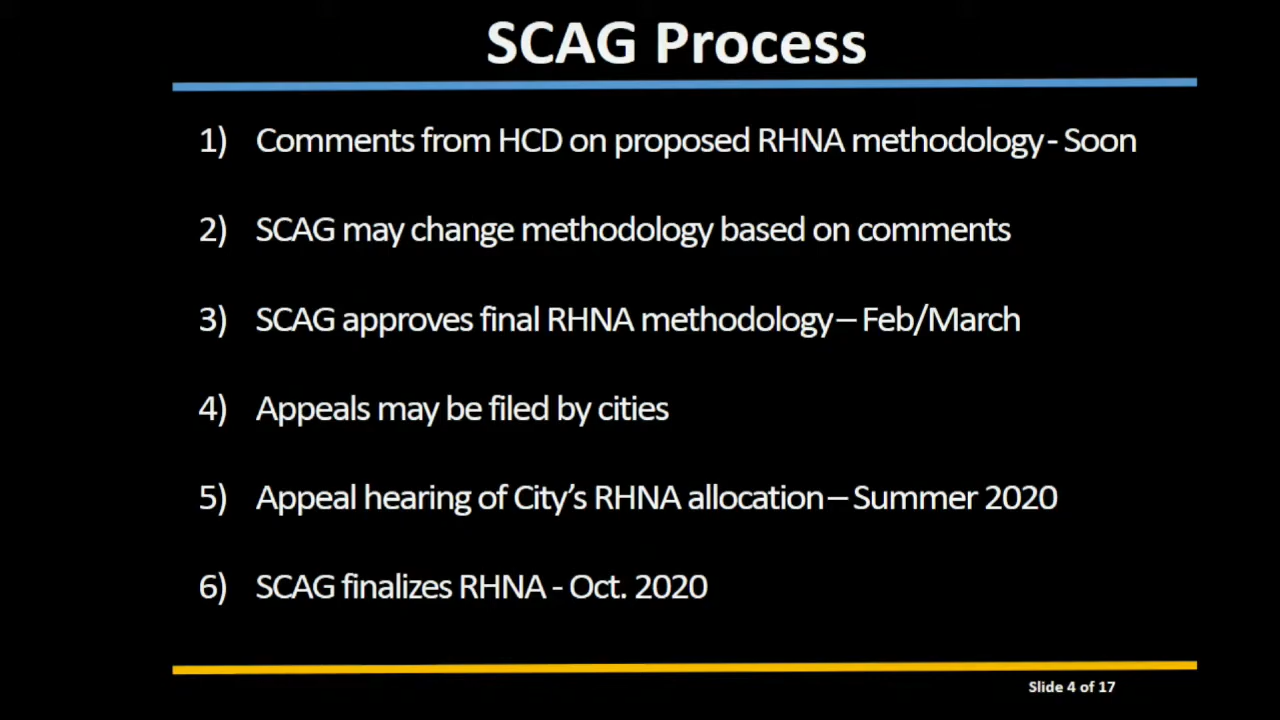 SCAG Process
1) Comments from HCD on proposed RHNA methodology - Soon
2) SCAG may change methodology based on comments
3) SCAG approves final RHNA methodology – Feb/March
4) Appeals may be filed by cities
5) Appeal hearing of City’s RHNA allocation – Summer 2020
6) SCAG finalizes RHNA - Oct. 2020
Slide 4 of 17